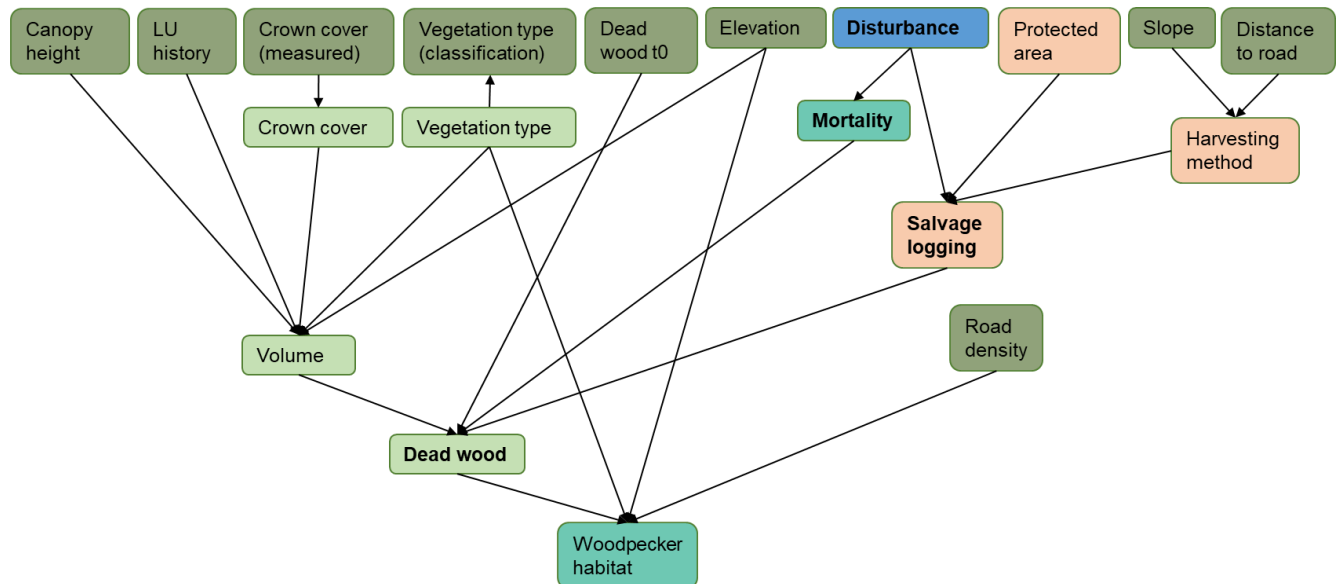 Canopy
height
LU
history
Crown cover
(measured)
Vegetation type
(classification)
Dead
wood t0
Elevation
Disturbance
Protected
area
Slope
Distance
to road
Crown cover
Vegetation type
Mortality
Harvesting
method
Salvage
logging
Volume
Road
density
Dead wood
Woodpecker
habitat